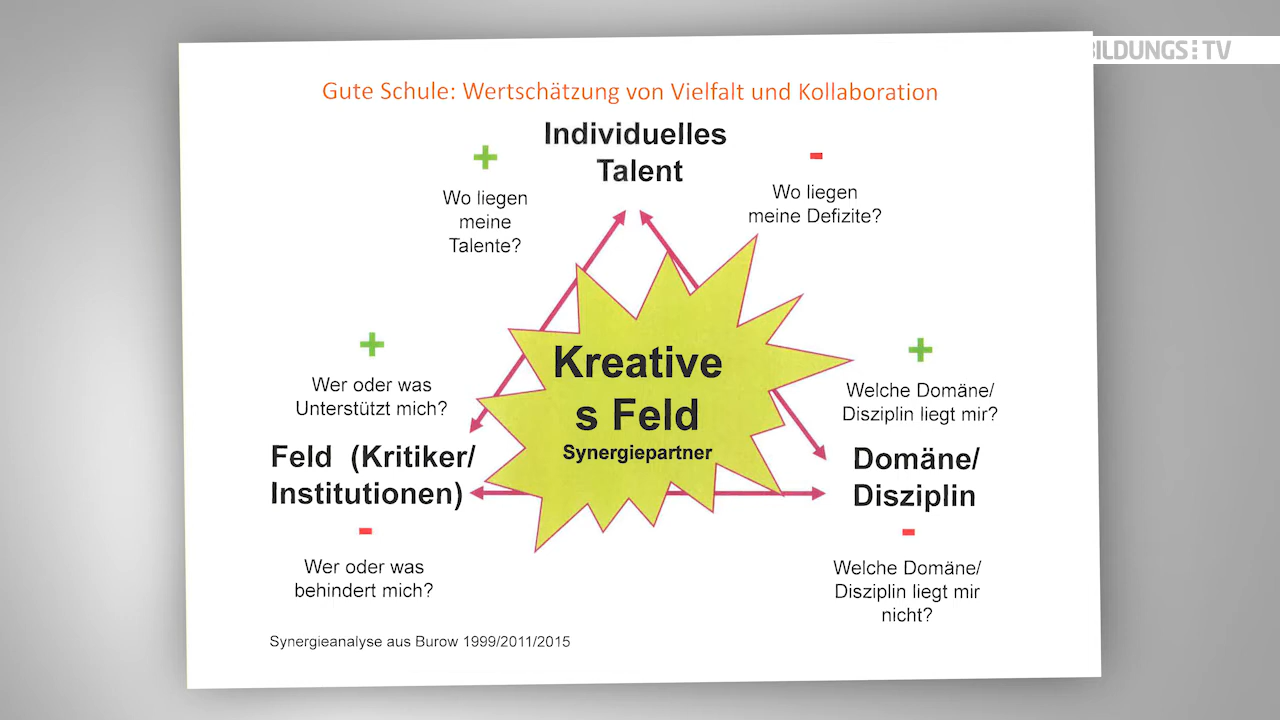 BILDUNGS TV
Gute Schule: Wertschätzung von Vielfalt und Kollaboration
Individuelles
Talent
+
-
Wo liegen
meine
Talente?
Wo liegen
meine Defizite?
+
Wer oder was
Unterstützt mich?
Kreative
s Feld
Synergiepartner
+
Welche Domäne/
Disziplin liegt mir?
Feld (Kritiker/
Institutionen)
Domäne/
Disziplin
-
Wer oder was
behindert mich?
-
Welche Domäne/
Disziplin liegt mir
nicht?
Synergieanalyse aus Burow 1999/2011/2015